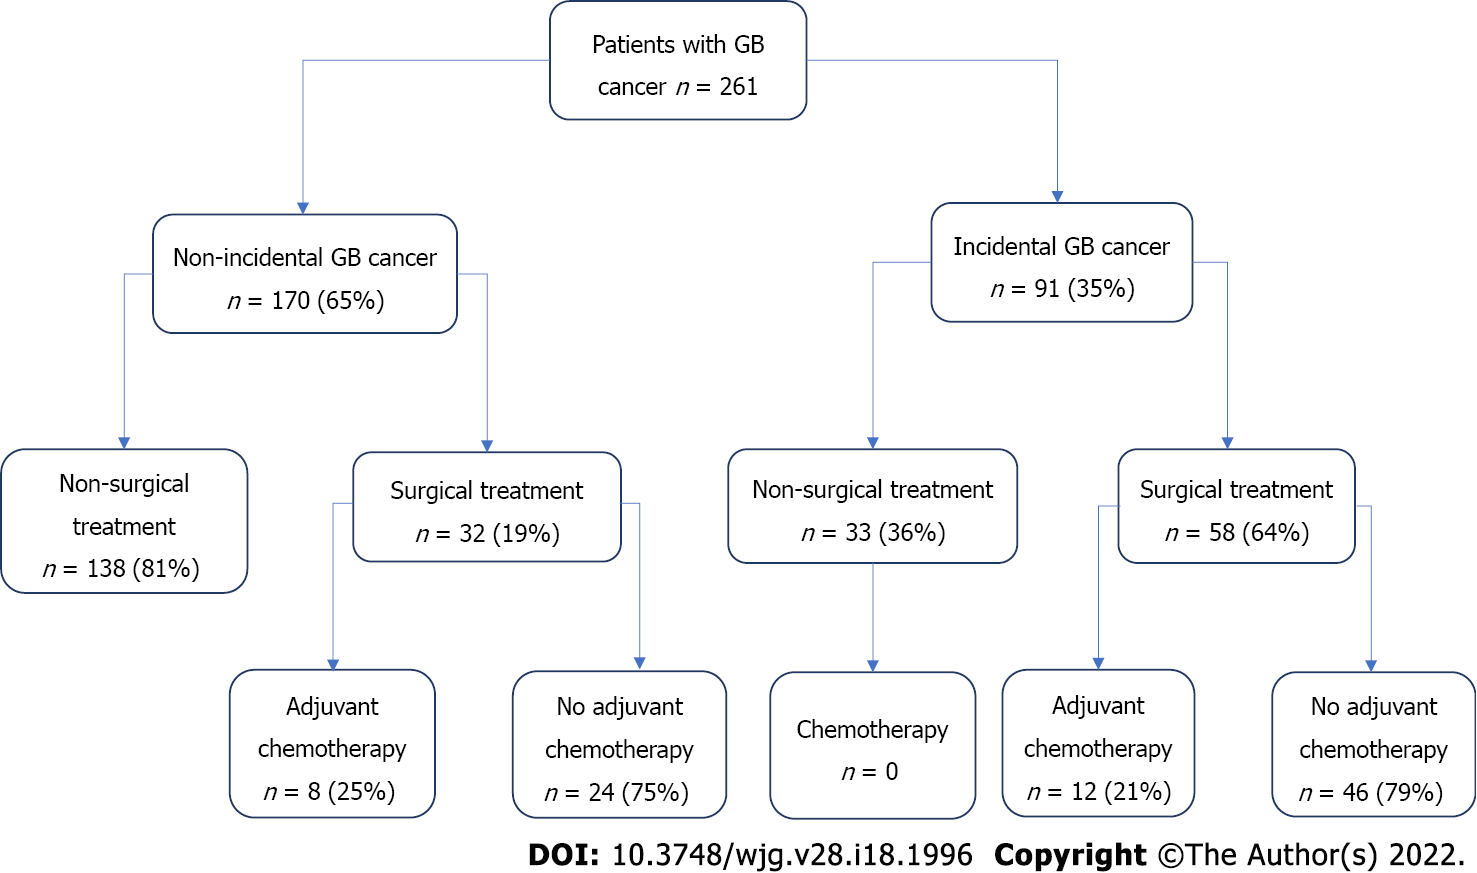 Patients with GB
cancer n = 261
Non-incidental GB cancer
n = 170 (65%)
Incidental GB cancer
n = 91 (35%)
Non-surgical
treatment
n = 138 (81%)
Surgical treatment
n = 32 (19%)
Non-surgical treatment
n = 33 (36%)
Surgical treatment
n = 58 (64%)
Adjuvant
chemotherapy
n = 8 (25%)
No adjuvant
chemotherapy
n = 24 (75%)
Chemotherapy
n = 0
Adjuvant
chemotherapy
n = 12 (21%)
No adjuvant
chemotherapy
n = 46 (79%)
DOI: 10.3748/wjg.v28.i18.1996 Copyright ©The Author(s) 2022.